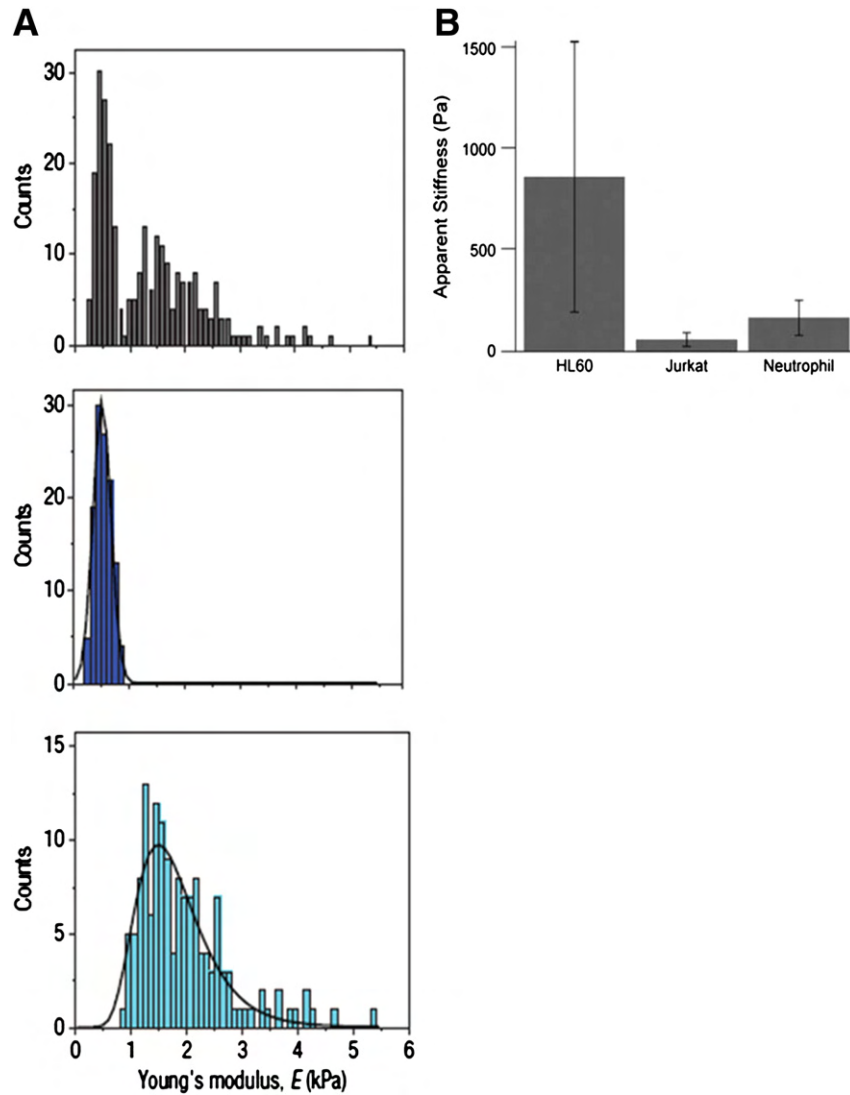 A
B
30
20
10
0
Counts
30
20
10
0
Counts
15
10
5
0
Counts
0 1 2 3 4 5 6
Young's modulus, E (kPa)
1500
1000
500
0
Apparent Stiffness (Pa)
HL60 Jurkat Neutrophil